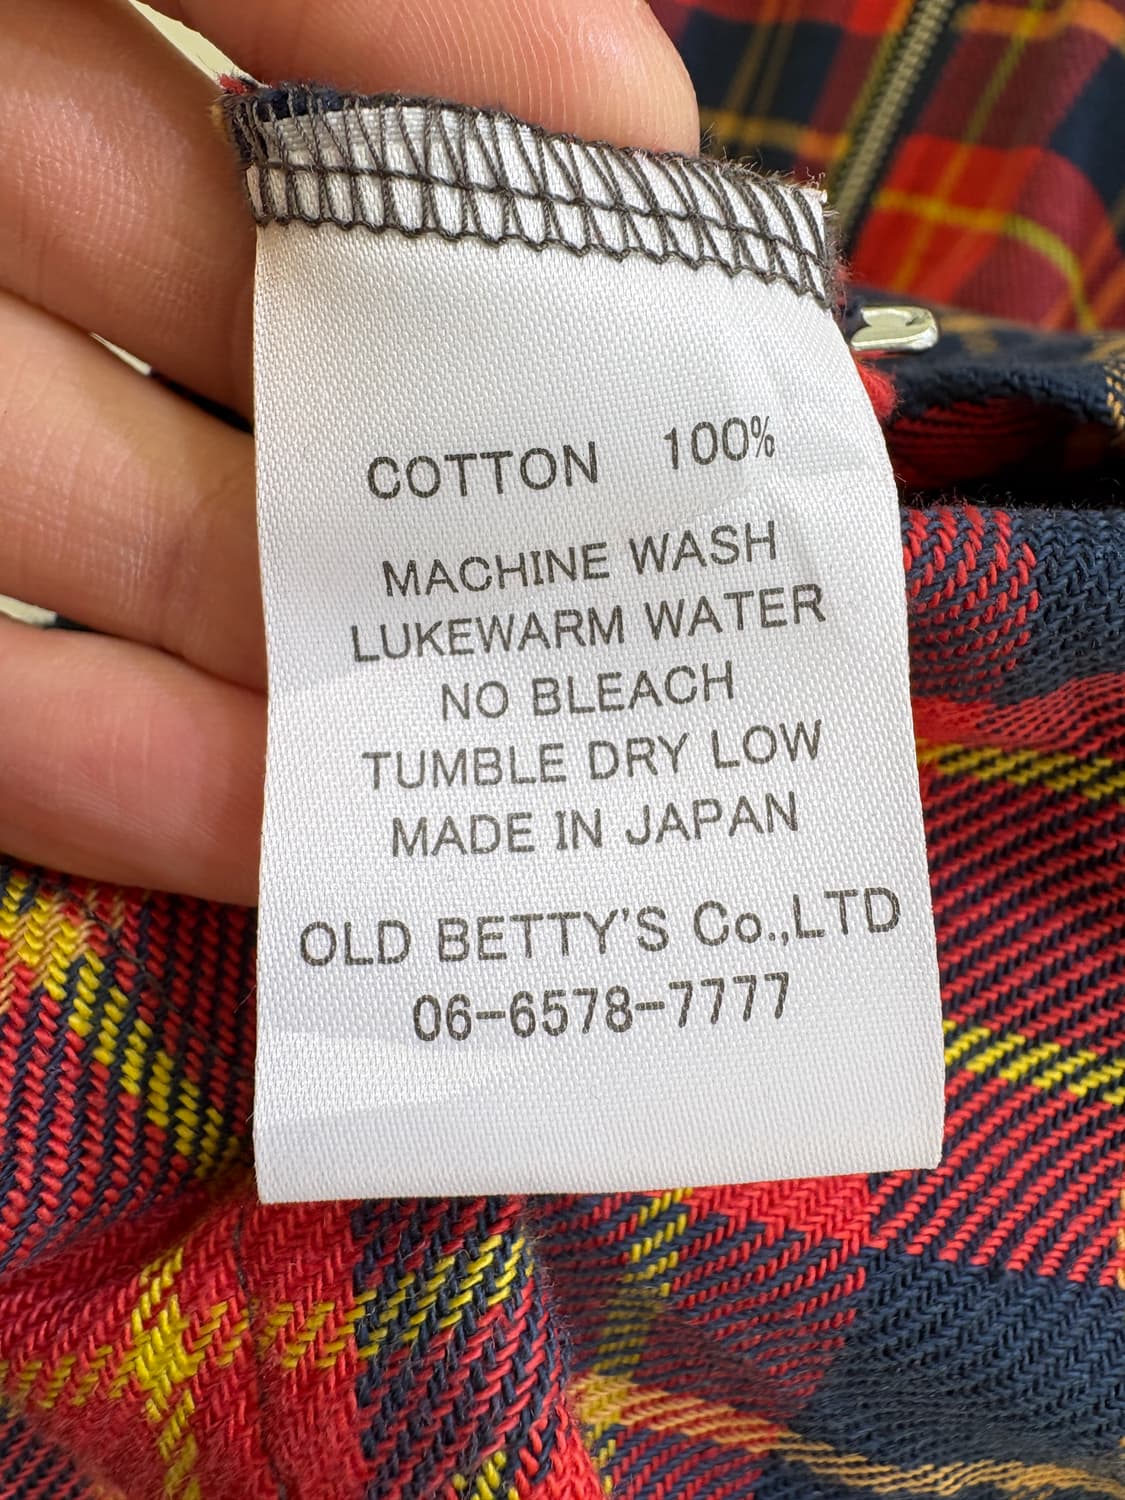 COTTON 100%
MACHINE WASH
LUKEWARM WATER
NO BLEACH
TUMBLE DRY LOW
MADE IN JAPAN
OLD BETTY'S Co.,LTD
06-6578-7777